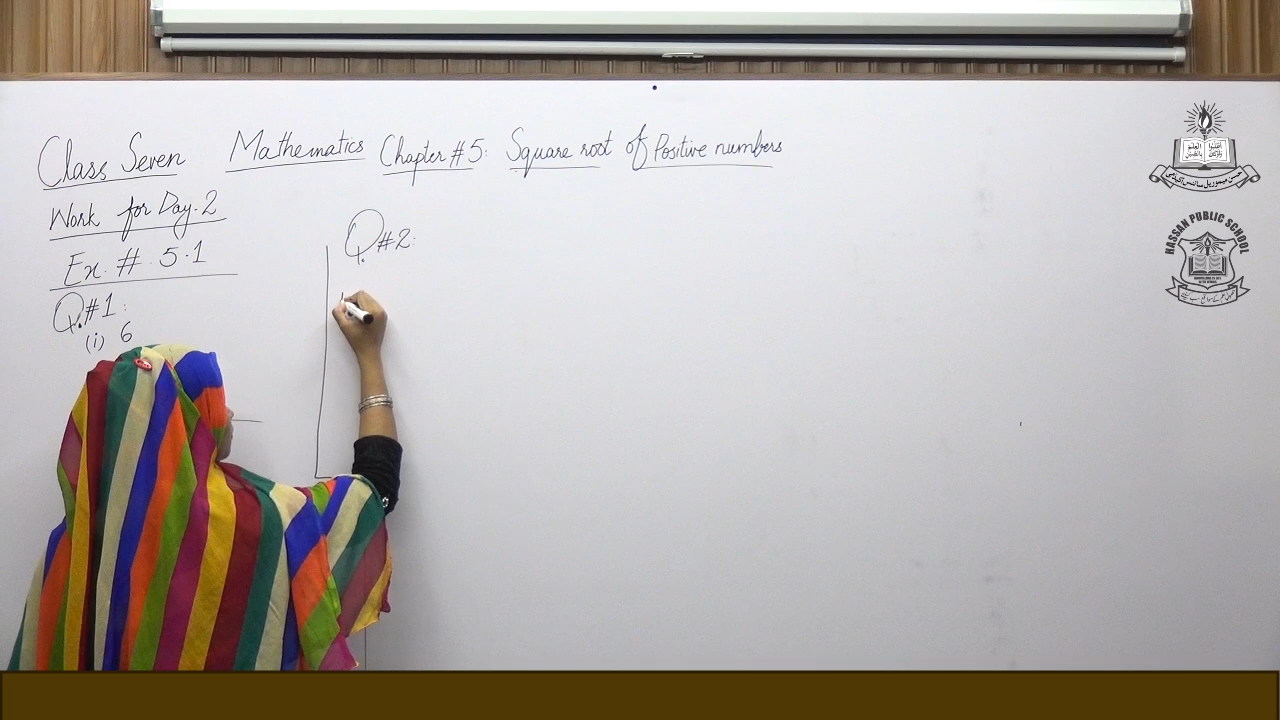 Class Seven Mathematics Chapter # 5: Square root of Positive numbers
Work for Day. 2
Ex. # . 5.1
Q.#1:
(i) 6
Q.#2:
HASSAN PUBLIC SCHOOL